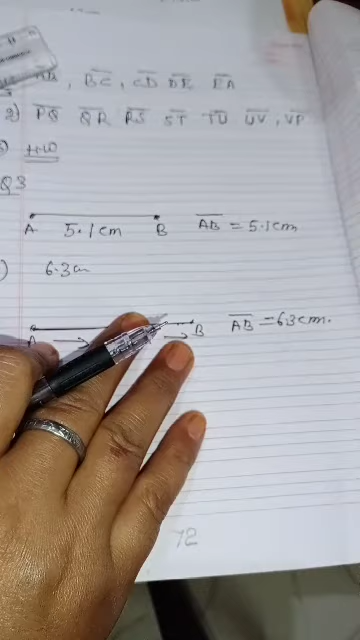 BC, CD DE EA
2) PQ QR RS ST TU UV, VP
H.W
Q3
A 5.1cm B AB = 5.1cm
) 6.3cm
A B AB = 6.3cm.
72